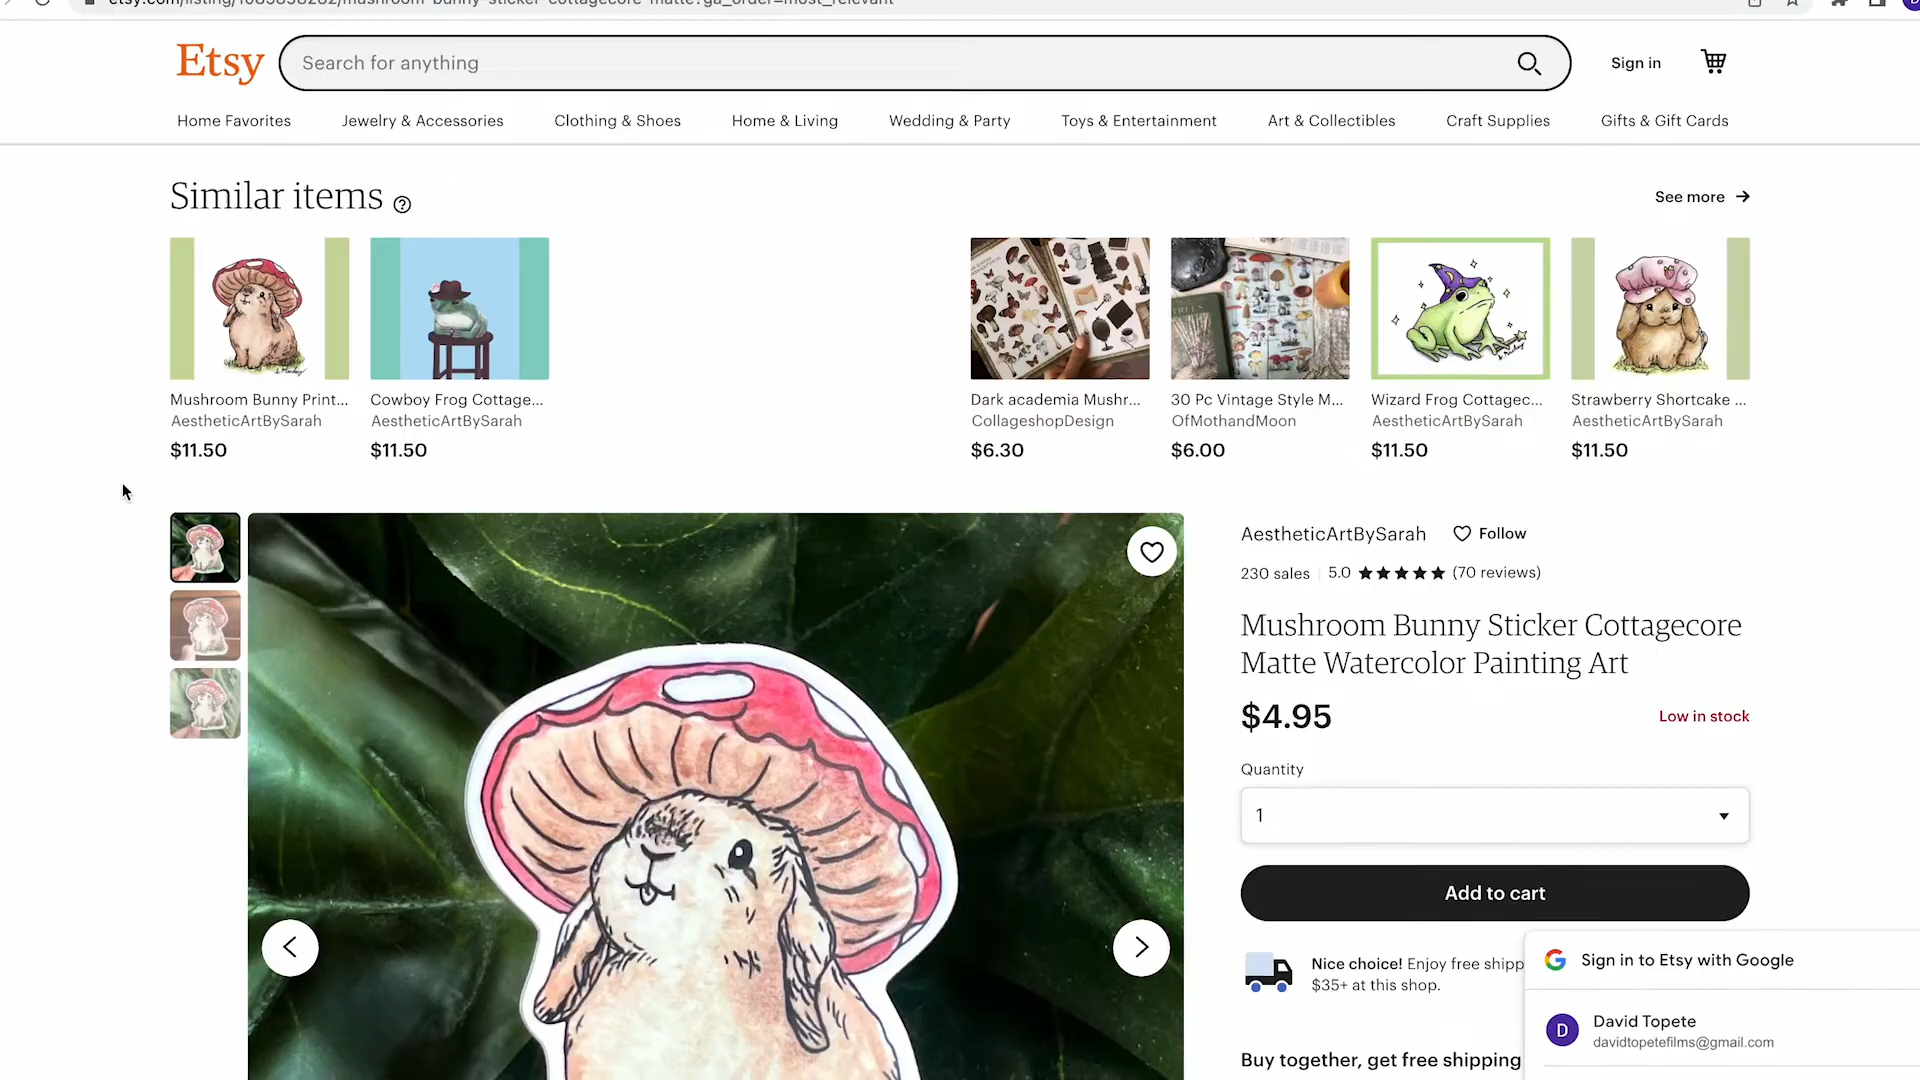 Etsy
Search for anything
Sign in
Home Favorites
Jewelry & Accessories
Clothing & Shoes
Home & Living
Wedding & Party
Toys & Entertainment
Art & Collectibles
Craft Supplies
Gifts & Gift Cards
Similar items
See more
Mushroom Bunny Print...
AestheticArtBySarah
$11.50
Cowboy Frog Cottage...
AestheticArtBySarah
$11.50
Dark academia Mushr...
CollageshopDesign
$6.30
30 Pc Vintage Style M...
OfMothandMoon
$6.00
Wizard Frog Cottagec...
AestheticArtBySarah
$11.50
Strawberry Shortcake ...
AestheticArtBySarah
$11.50
AestheticArtBySarah
Follow
230 sales
5.0
(70 reviews)
Mushroom Bunny Sticker Cottagecore
Matte Watercolor Painting Art
$4.95
Low in stock
Quantity
1
Add to cart
Nice choice! Enjoy free shipp
$35+ at this shop.
Buy together, get free shipping
Sign in to Etsy with Google
D
David Topete
davidtopetefilms@gmail.com